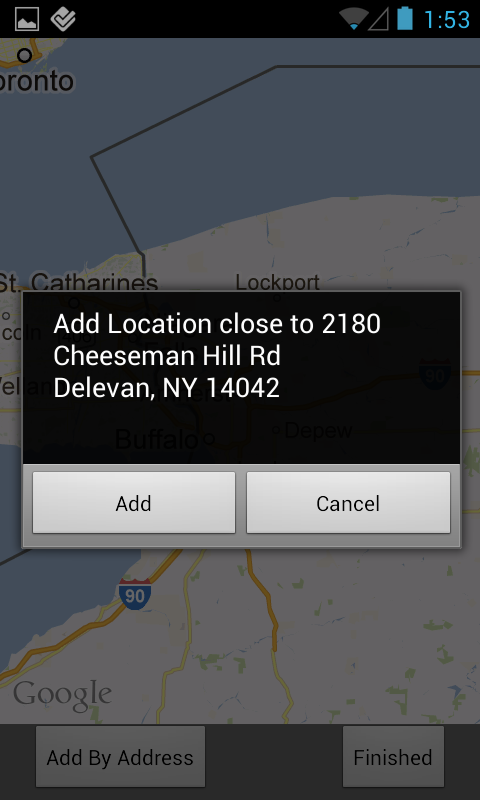 1:53
oronto
St. Catharines
Lockport
Add Location close to 2180
Cheeseman Hill Rd
Delevan, NY 14042
90
Buffalo
Depew
Add
Cancel
90
Google
Add By Address
Finished